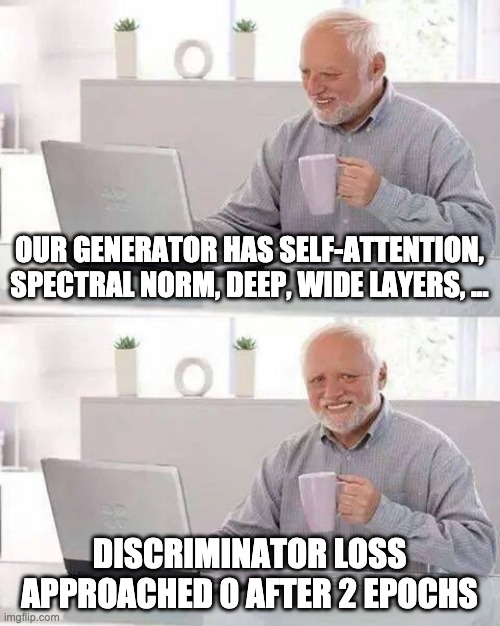 OUR GENERATOR HAS SELF-ATTENTION,
SPECTRAL NORM, DEEP, WIDE LAYERS, ...
DISCRIMINATOR LOSS
APPROACHED 0 AFTER 2 EPOCHS
imgflip.com